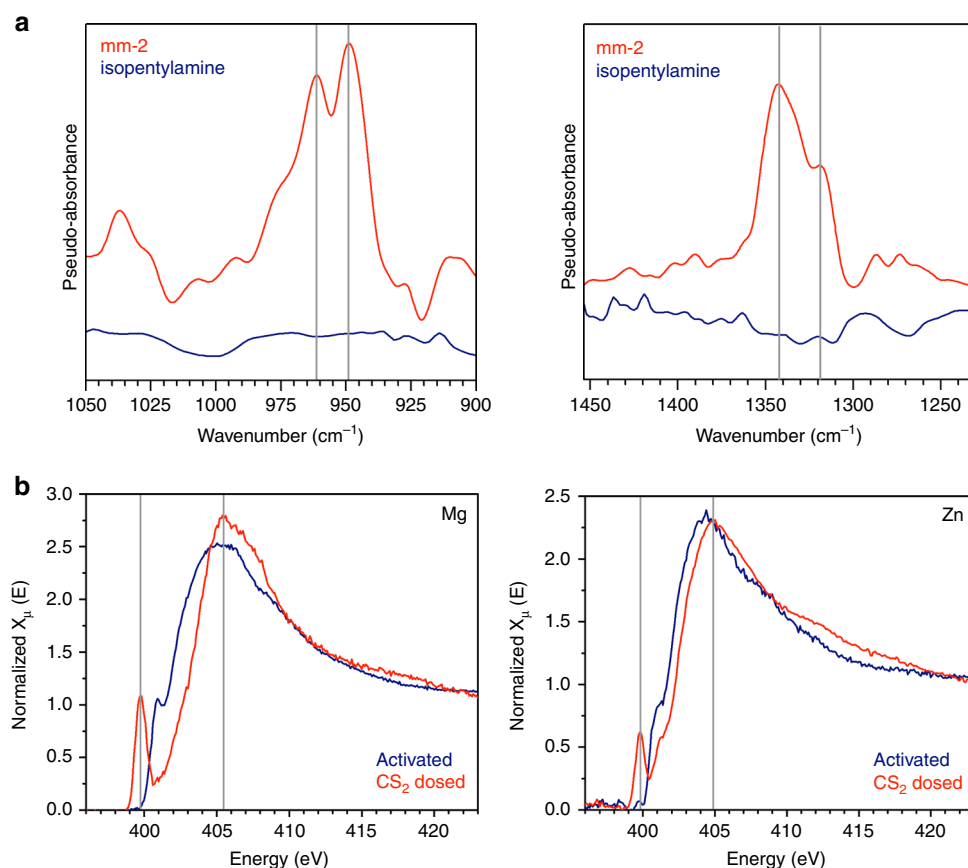 a
mm-2
isopentylamine
Pseudo-absorbance
1050 1025 1000 975 950 925 900
Wavenumber (cm⁻¹)
mm-2
isopentylamine
Pseudo-absorbance
1450 1400 1350 1300 1250
Wavenumber (cm⁻¹)
b
Mg
Normalized Xμ (E)
3.0
2.5
2.0
1.5
1.0
0.5
0.0
Activated
CS₂ dosed
400 405 410 415 420
Energy (eV)
Zn
Normalized Xμ (E)
2.5
2.0
1.5
1.0
0.5
0.0
Activated
CS₂ dosed
400 405 410 415 420
Energy (eV)